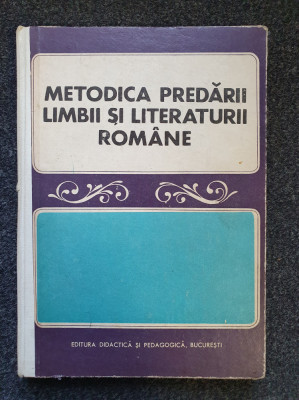 METODICA PREDĂRII
LIMBII ȘI LITERATURII
ROMÂNE
EDITURA DIDACTICĂ ȘI PEDAGOGICĂ, BUCUREȘTI